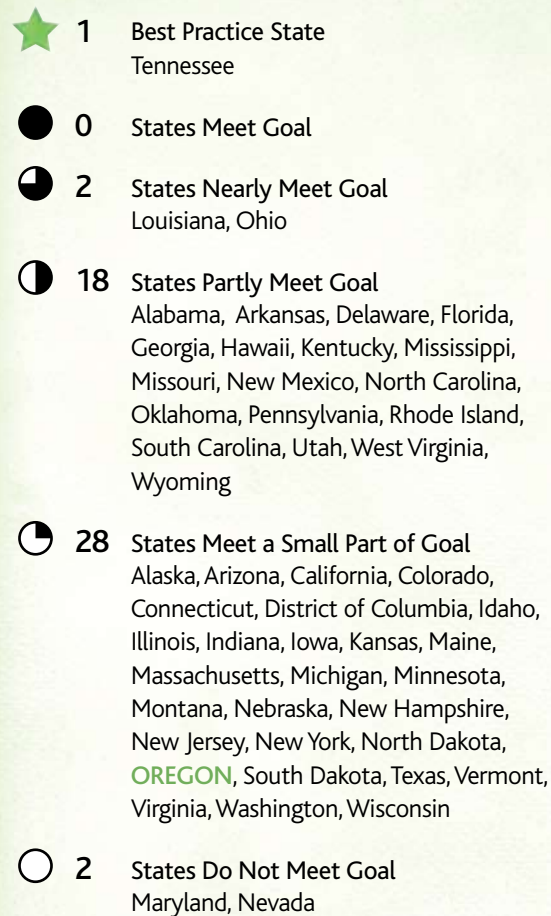 1 Best Practice State
Tennessee
0 States Meet Goal
2 States Nearly Meet Goal
Louisiana, Ohio
18 States Partly Meet Goal
Alabama, Arkansas, Delaware, Florida,
Georgia, Hawaii, Kentucky, Mississippi,
Missouri, New Mexico, North Carolina,
Oklahoma, Pennsylvania, Rhode Island,
South Carolina, Utah, West Virginia,
Wyoming
28 States Meet a Small Part of Goal
Alaska, Arizona, California, Colorado,
Connecticut, District of Columbia, Idaho,
Illinois, Indiana, Iowa, Kansas, Maine,
Massachusetts, Michigan, Minnesota,
Montana, Nebraska, New Hampshire,
New Jersey, New York, North Dakota,
OREGON, South Dakota, Texas, Vermont,
Virginia, Washington, Wisconsin
2 States Do Not Meet Goal
Maryland, Nevada